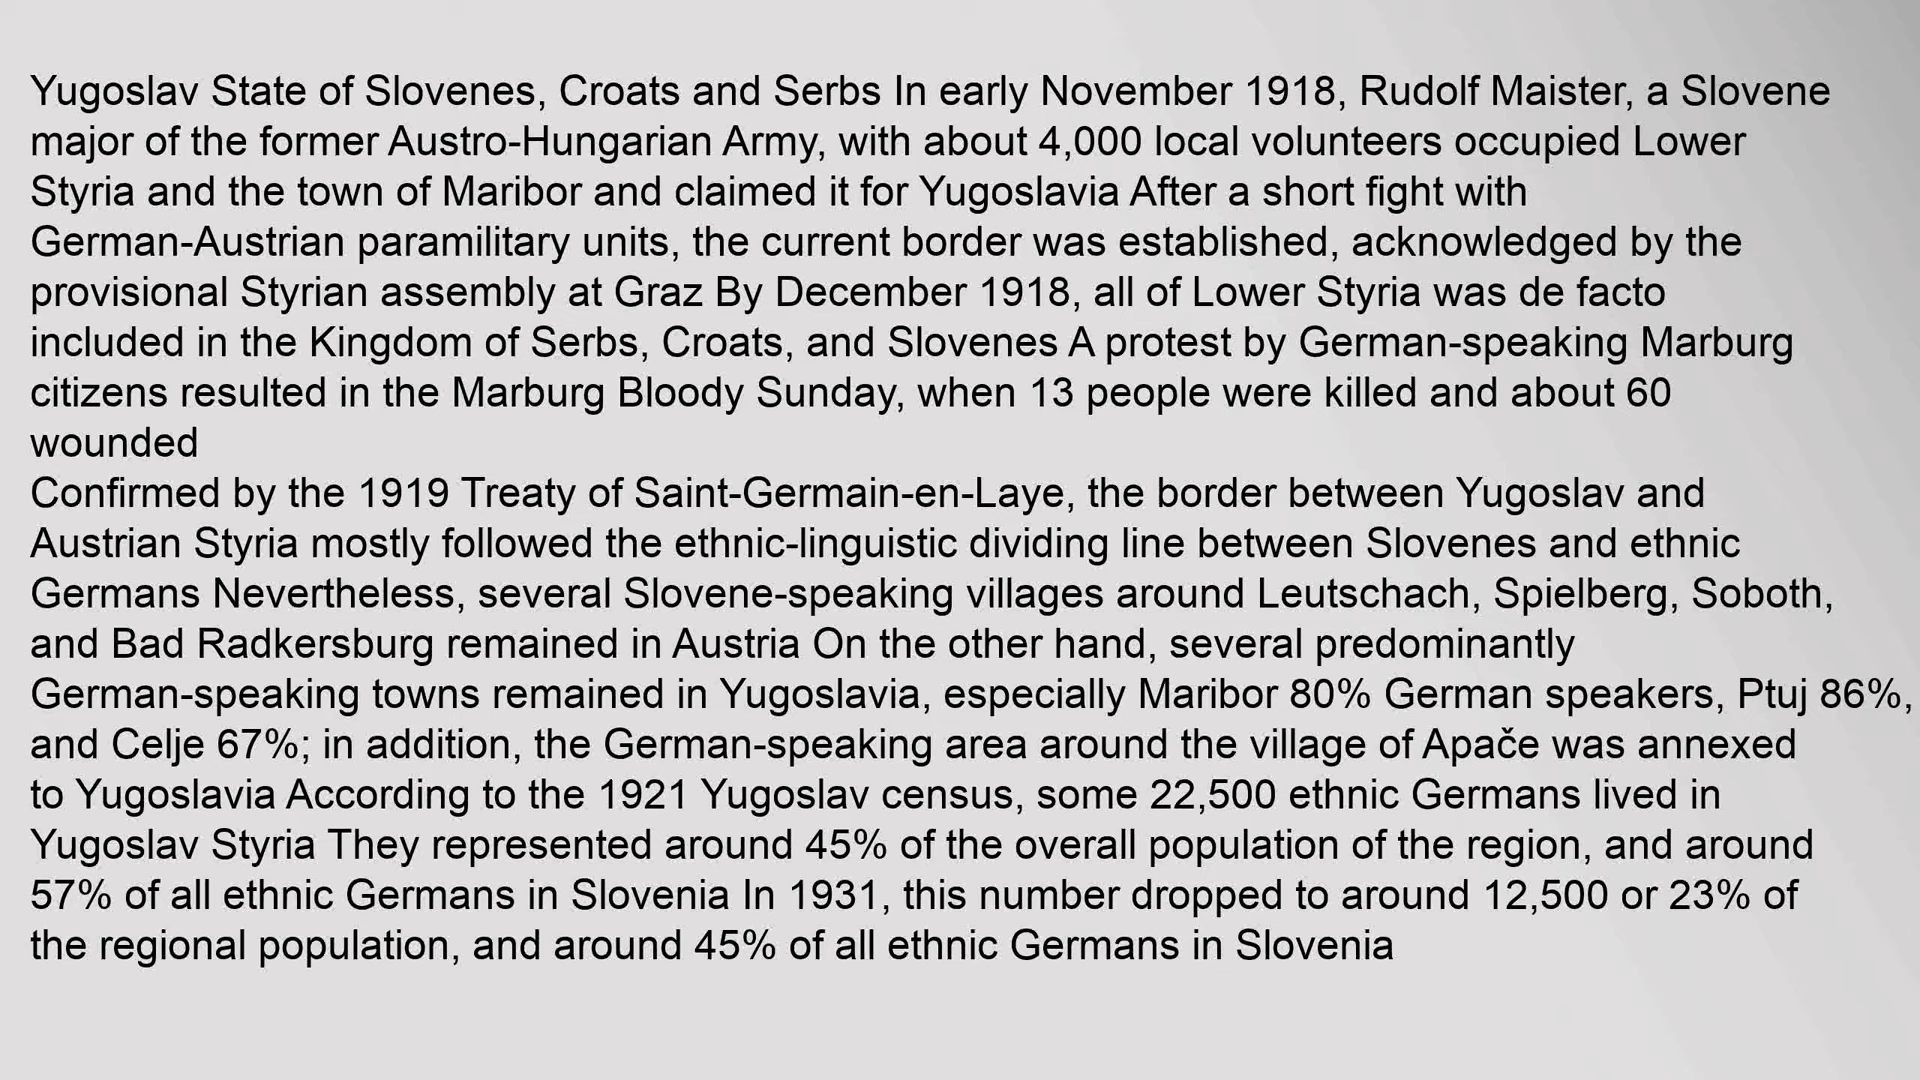 Yugoslav State of Slovenes, Croats and Serbs In early November 1918, Rudolf Maister, a Slovene
major of the former Austro-Hungarian Army, with about 4,000 local volunteers occupied Lower
Styria and the town of Maribor and claimed it for Yugoslavia After a short fight with
German-Austrian paramilitary units, the current border was established, acknowledged by the
provisional Styrian assembly at Graz By December 1918, all of Lower Styria was de facto
included in the Kingdom of Serbs, Croats, and Slovenes A protest by German-speaking Marburg
citizens resulted in the Marburg Bloody Sunday, when 13 people were killed and about 60
wounded
Confirmed by the 1919 Treaty of Saint-Germain-en-Laye, the border between Yugoslav and
Austrian Styria mostly followed the ethnic-linguistic dividing line between Slovenes and ethnic
Germans Nevertheless, several Slovene-speaking villages around Leutschach, Spielberg, Soboth,
and Bad Radkersburg remained in Austria On the other hand, several predominantly
German-speaking towns remained in Yugoslavia, especially Maribor 80% German speakers, Ptuj 86%,
and Celje 67%; in addition, the German-speaking area around the village of Apače was annexed
to Yugoslavia According to the 1921 Yugoslav census, some 22,500 ethnic Germans lived in
Yugoslav Styria They represented around 45% of the overall population of the region, and around
57% of all ethnic Germans in Slovenia In 1931, this number dropped to around 12,500 or 23% of
the regional population, and around 45% of all ethnic Germans in Slovenia